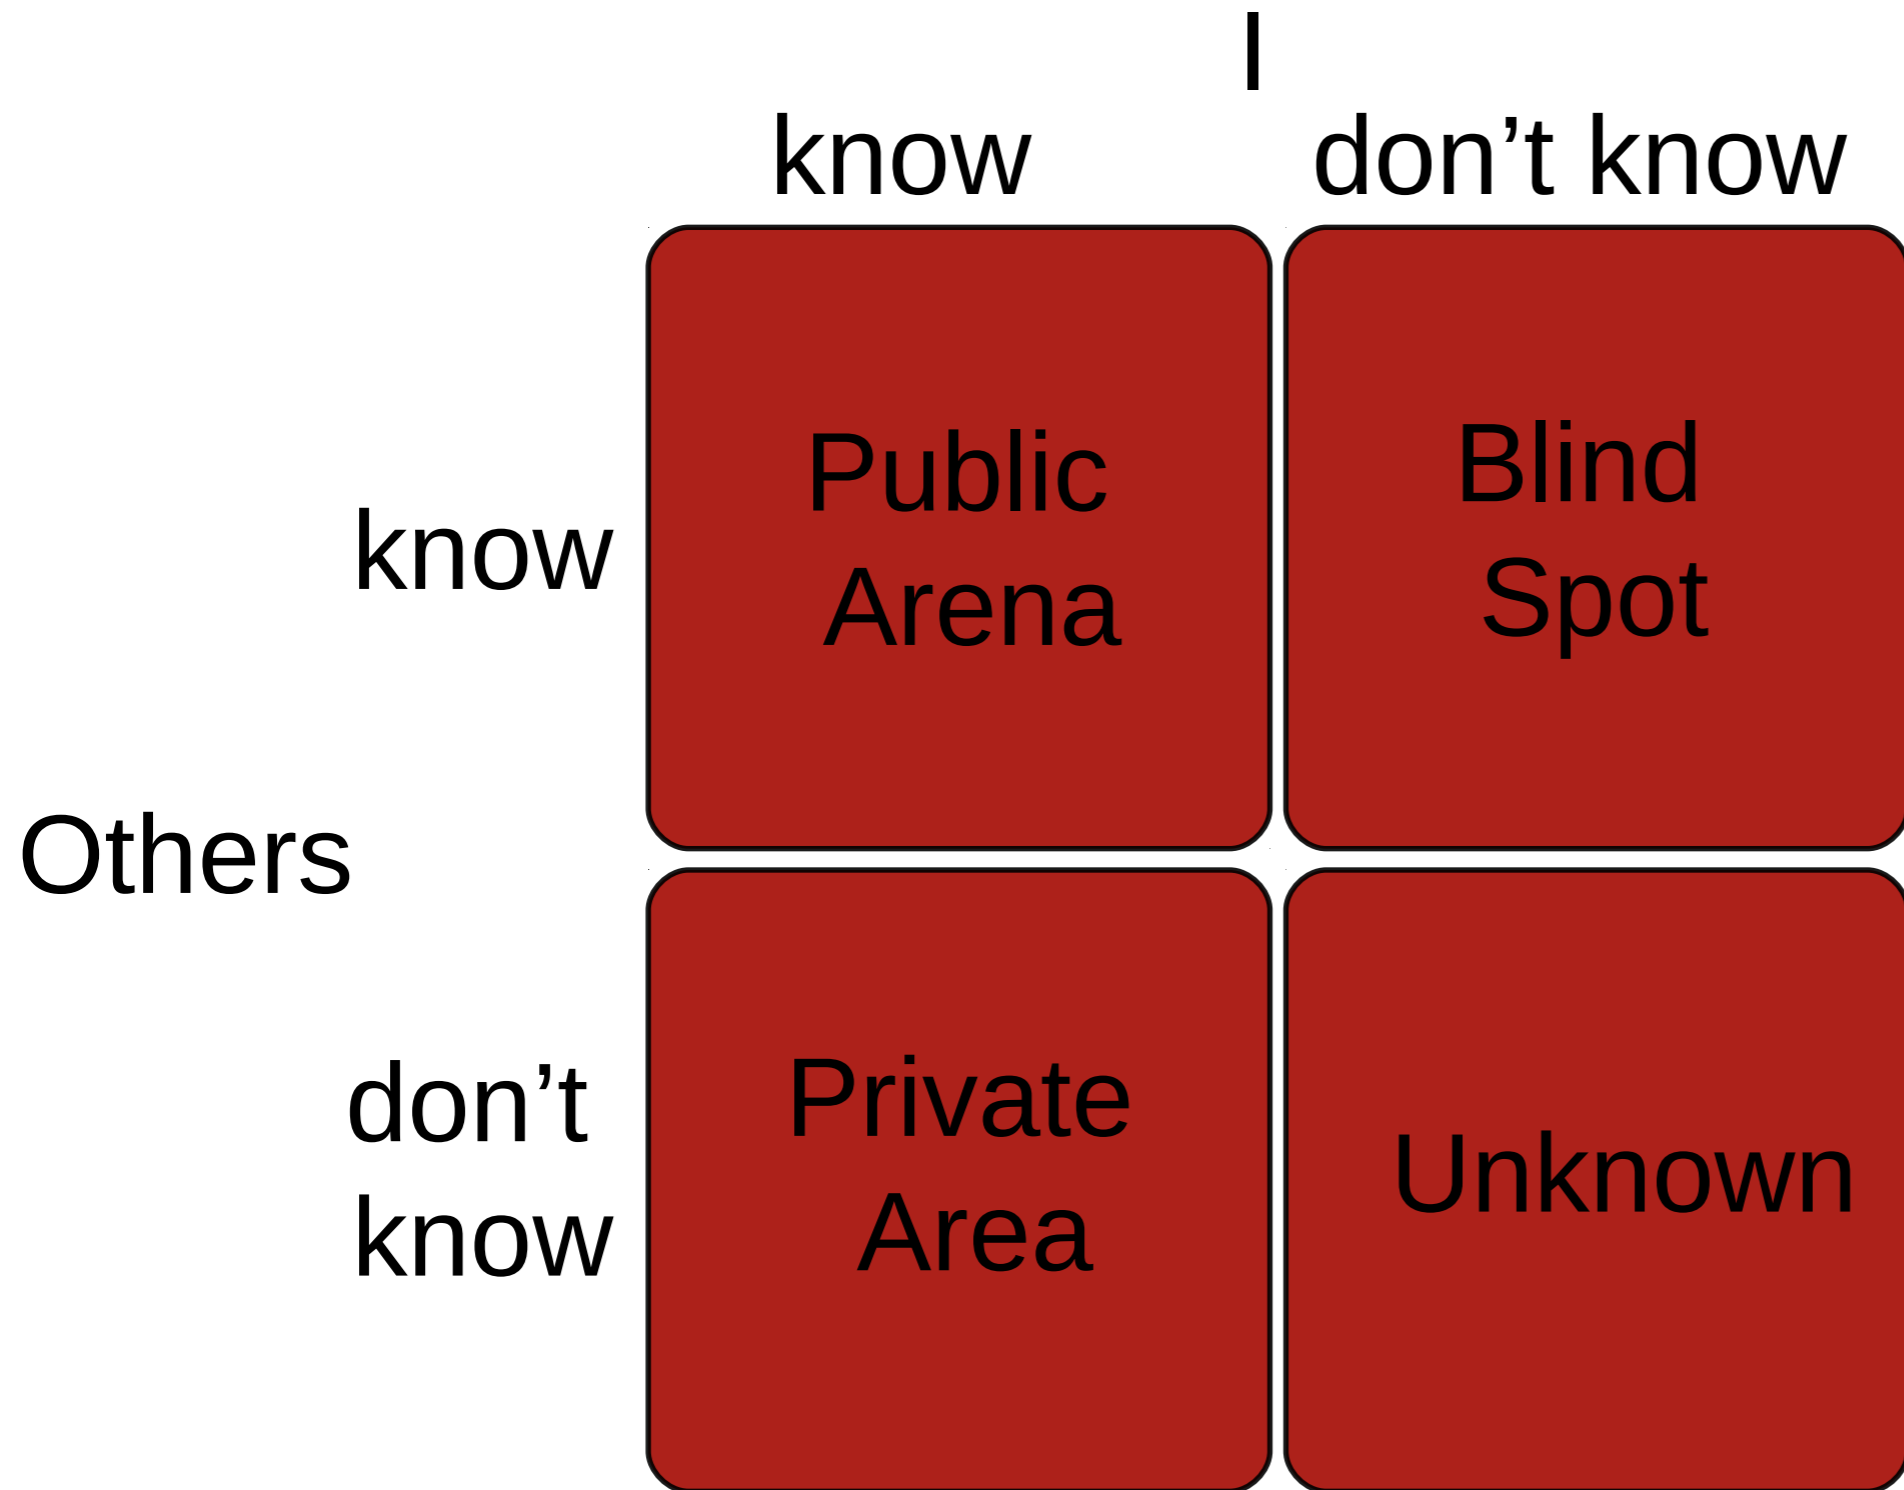 I
know don’t know
know
Public
Arena
Blind
Spot
Others
don’t
know
Private
Area
Unknown